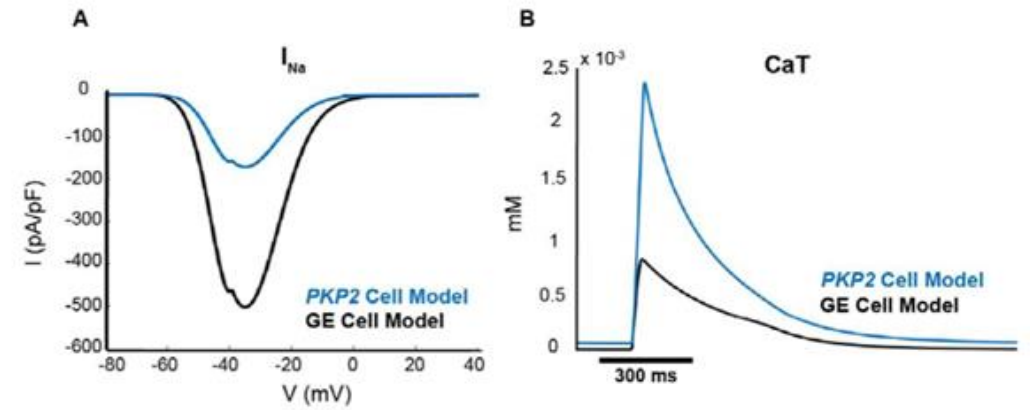 A
I_Na
0
-100
-200
-300
-400
-500
-600
I (pA/pF)
-80 -60 -40 -20 0 20 40
V (mV)
PKP2 Cell Model
GE Cell Model
B
x 10⁻³
CaT
2.5
2
1.5
1
0.5
0
mM
PKP2 Cell Model
GE Cell Model
300 ms